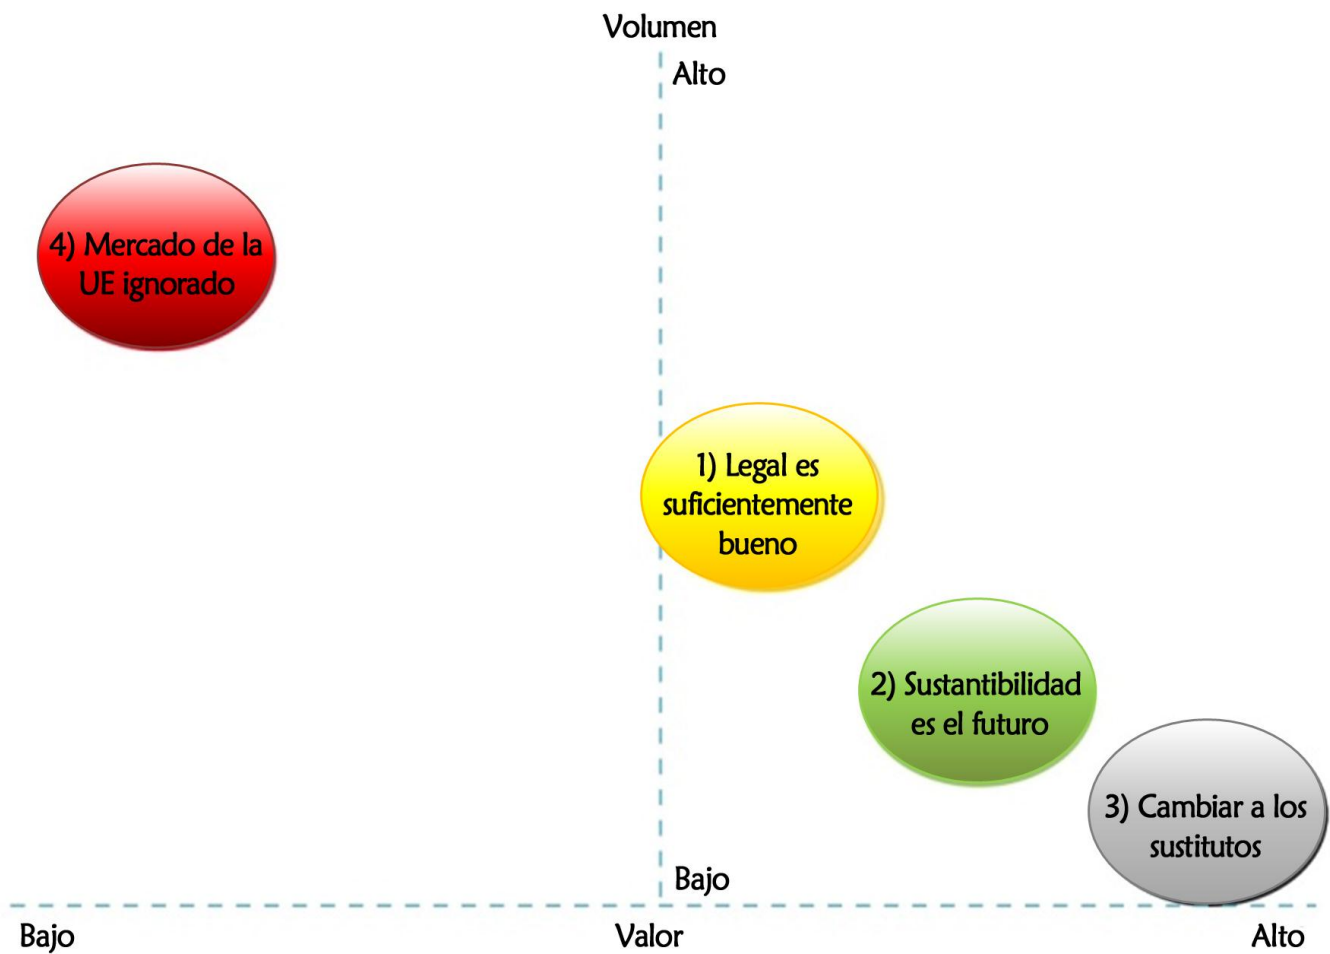 Volumen
Alto
4) Mercado de la
UE ignorado
1) Legal es
suficientemente
bueno
2) Sustantibilidad
es el futuro
3) Cambiar a los
sustitutos
Bajo
Bajo
Valor
Alto